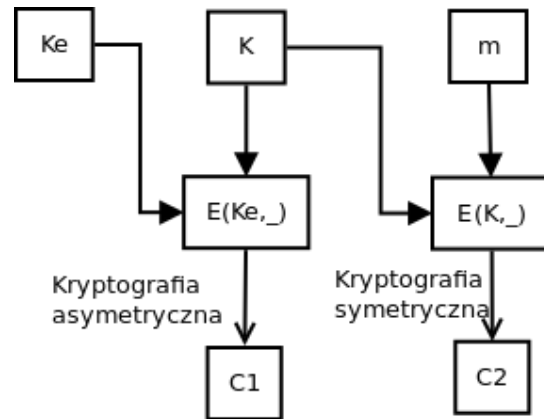 Ke
K
m
E(Ke,_)
E(K,_)
Kryptografia
asymetryczna
Kryptografia
symetryczna
C1
C2